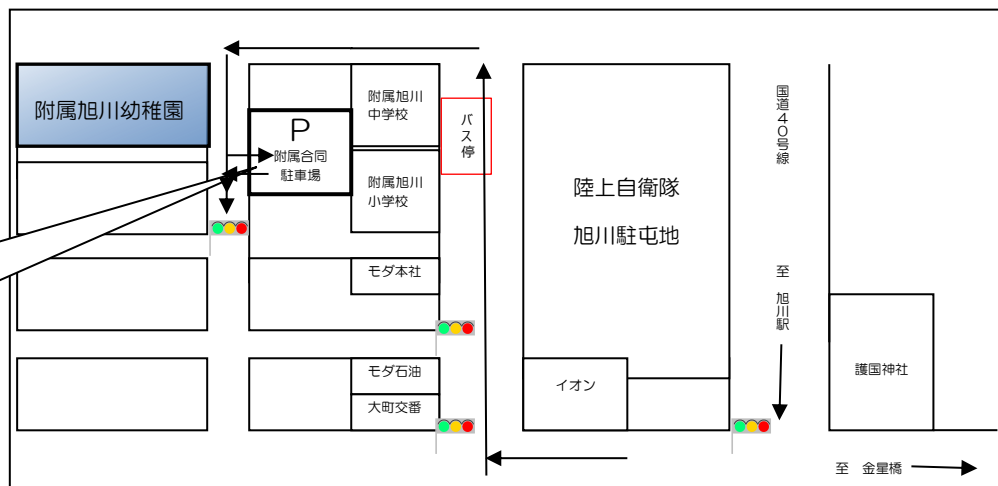 附属旭川幼稚園
P
附属合同
駐車場
附属旭川
中学校
附属旭川
小学校
バス停
モダ本社
モダ石油
大町交番
陸上自衛隊
旭川駐屯地
イオン
国道40号線
至 旭川駅
護国神社
至 金星橋